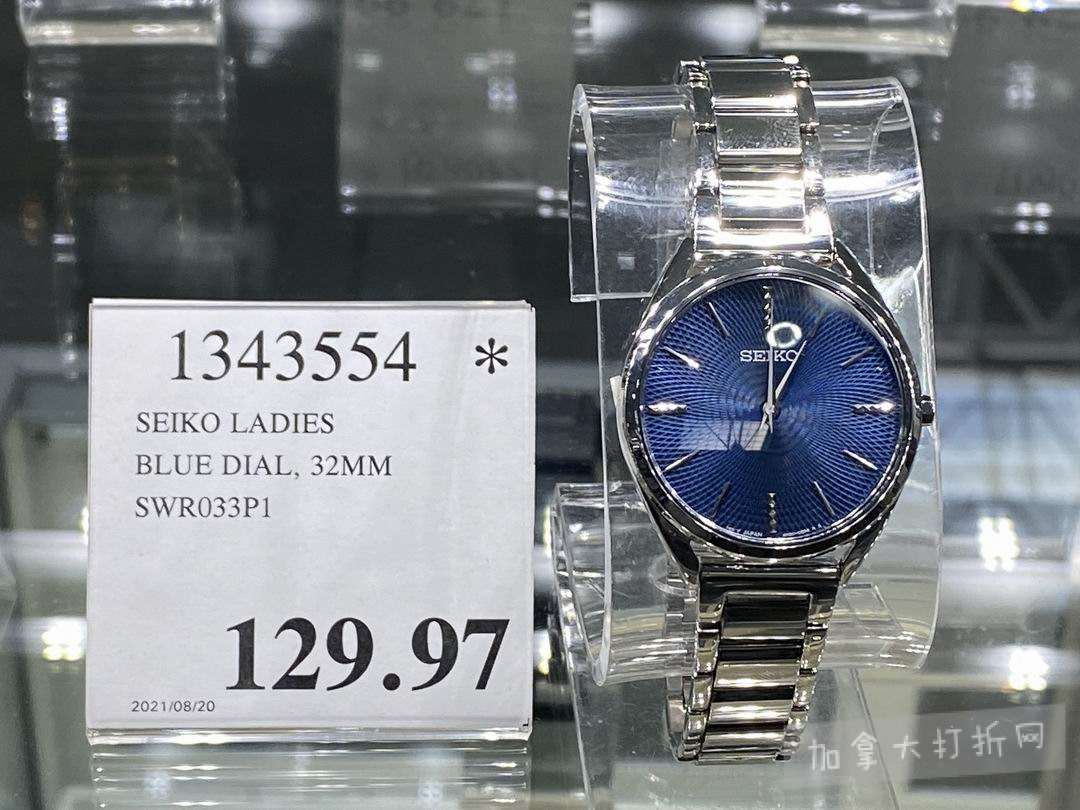 1343554 *
SEIKO LADIES
BLUE DIAL, 32MM
SWR033P1
129.97
2021/08/20
SEIKO
加拿大打折网